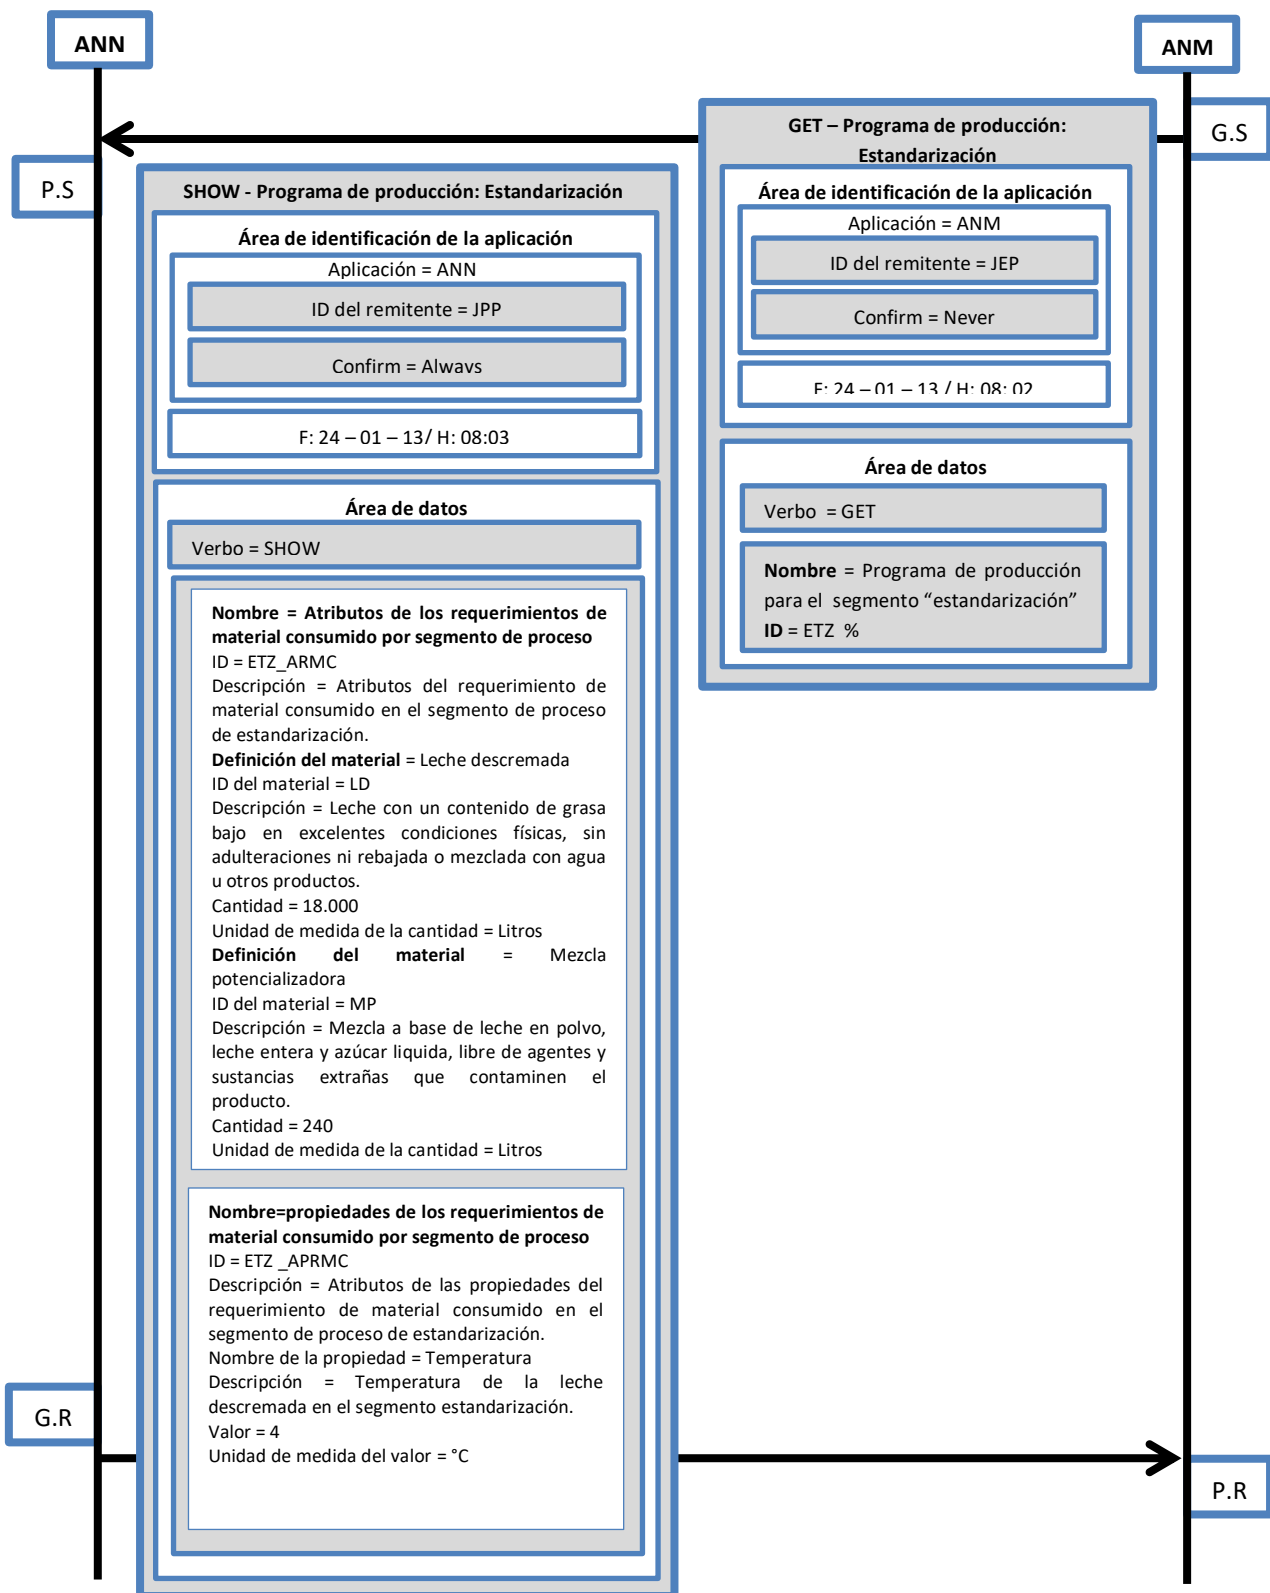 ANN
ANM
G.S
P.S
GET – Programa de producción:
Estandarización
Área de identificación de la aplicación
Aplicación = ANM
ID del remitente = JEP
Confirm = Never
F: 24 – 01 – 13 / H: 08: 02
Área de datos
Verbo = GET
Nombre = Programa de producción
para el segmento “estandarización”
ID = ETZ %
SHOW - Programa de producción: Estandarización
Área de identificación de la aplicación
Aplicación = ANN
ID del remitente = JPP
Confirm = Always
F: 24 – 01 – 13/ H: 08:03
Área de datos
Verbo = SHOW
Nombre = Atributos de los requerimientos de
material consumido por segmento de proceso
ID = ETZ_ARMC
Descripción = Atributos del requerimiento de
material consumido en el segmento de proceso
de estandarización.
Definición del material = Leche descremada
ID del material = LD
Descripción = Leche con un contenido de grasa
bajo en excelentes condiciones físicas, sin
adulteraciones ni rebajada o mezclada con agua
u otros productos.
Cantidad = 18.000
Unidad de medida de la cantidad = Litros
Definición del material = Mezcla
potencializadora
ID del material = MP
Descripción = Mezcla a base de leche en polvo,
leche entera y azúcar liquida, libre de agentes y
sustancias extrañas que contaminen el
producto.
Cantidad = 240
Unidad de medida de la cantidad = Litros
Nombre=propiedades de los requerimientos de
material consumido por segmento de proceso
ID = ETZ _APRMC
Descripción = Atributos de las propiedades del
requerimiento de material consumido en el
segmento de proceso de estandarización.
Nombre de la propiedad = Temperatura
Descripción = Temperatura de la leche
descremada en el segmento estandarización.
Valor = 4
Unidad de medida del valor = °C
G.R
P.R